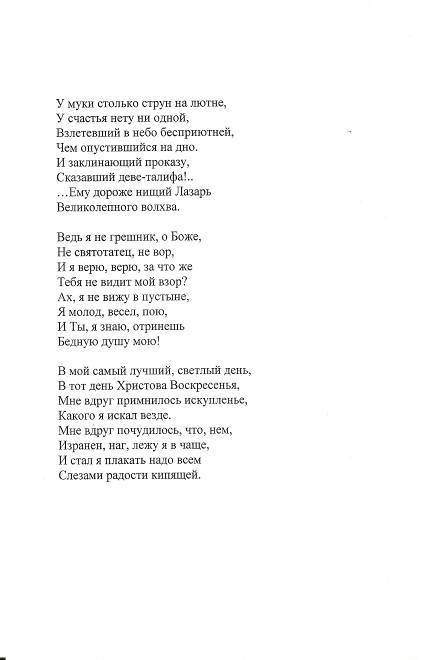 У муки столько струн на лютне,
У счастья нету ни одной,
Взлетевший в небо бесприютней,
Чем опустившийся на дно.
И заклинающий проказу,
Сказавший деве-талифа!..
…Ему дороже нищий Лазарь
Великолепного волхва.
Ведь я не грешник, о Боже,
Не святотатец, не вор,
И я верю, верю, за что же
Тебя не видит мой взор?
Ах, я не вижу в пустыне,
Я молод, весел, пою,
И Ты, я знаю, отринешь
Бедную душу мою!
В мой самый лучший, светлый день,
В тот день Христова Воскресенья,
Мне вдруг примнилось искупленье,
Какого я искал везде.
Мне вдруг почудилось, что, нем,
Изранен, наг, лежу я в чаще,
И стал я плакать надо всем
Слезами радости кипящей.